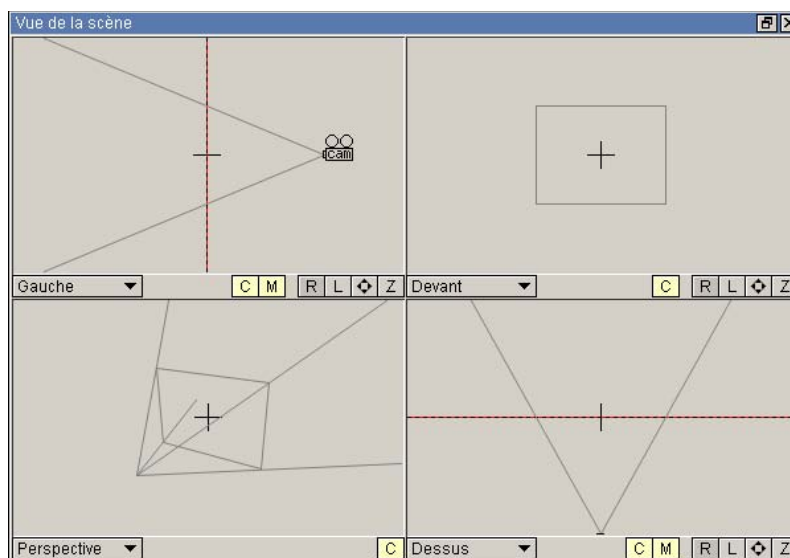 Vue de la scène
cam
Gauche C M R L Z
Devant C R L Z
Perspective C
Dessus C M R L Z